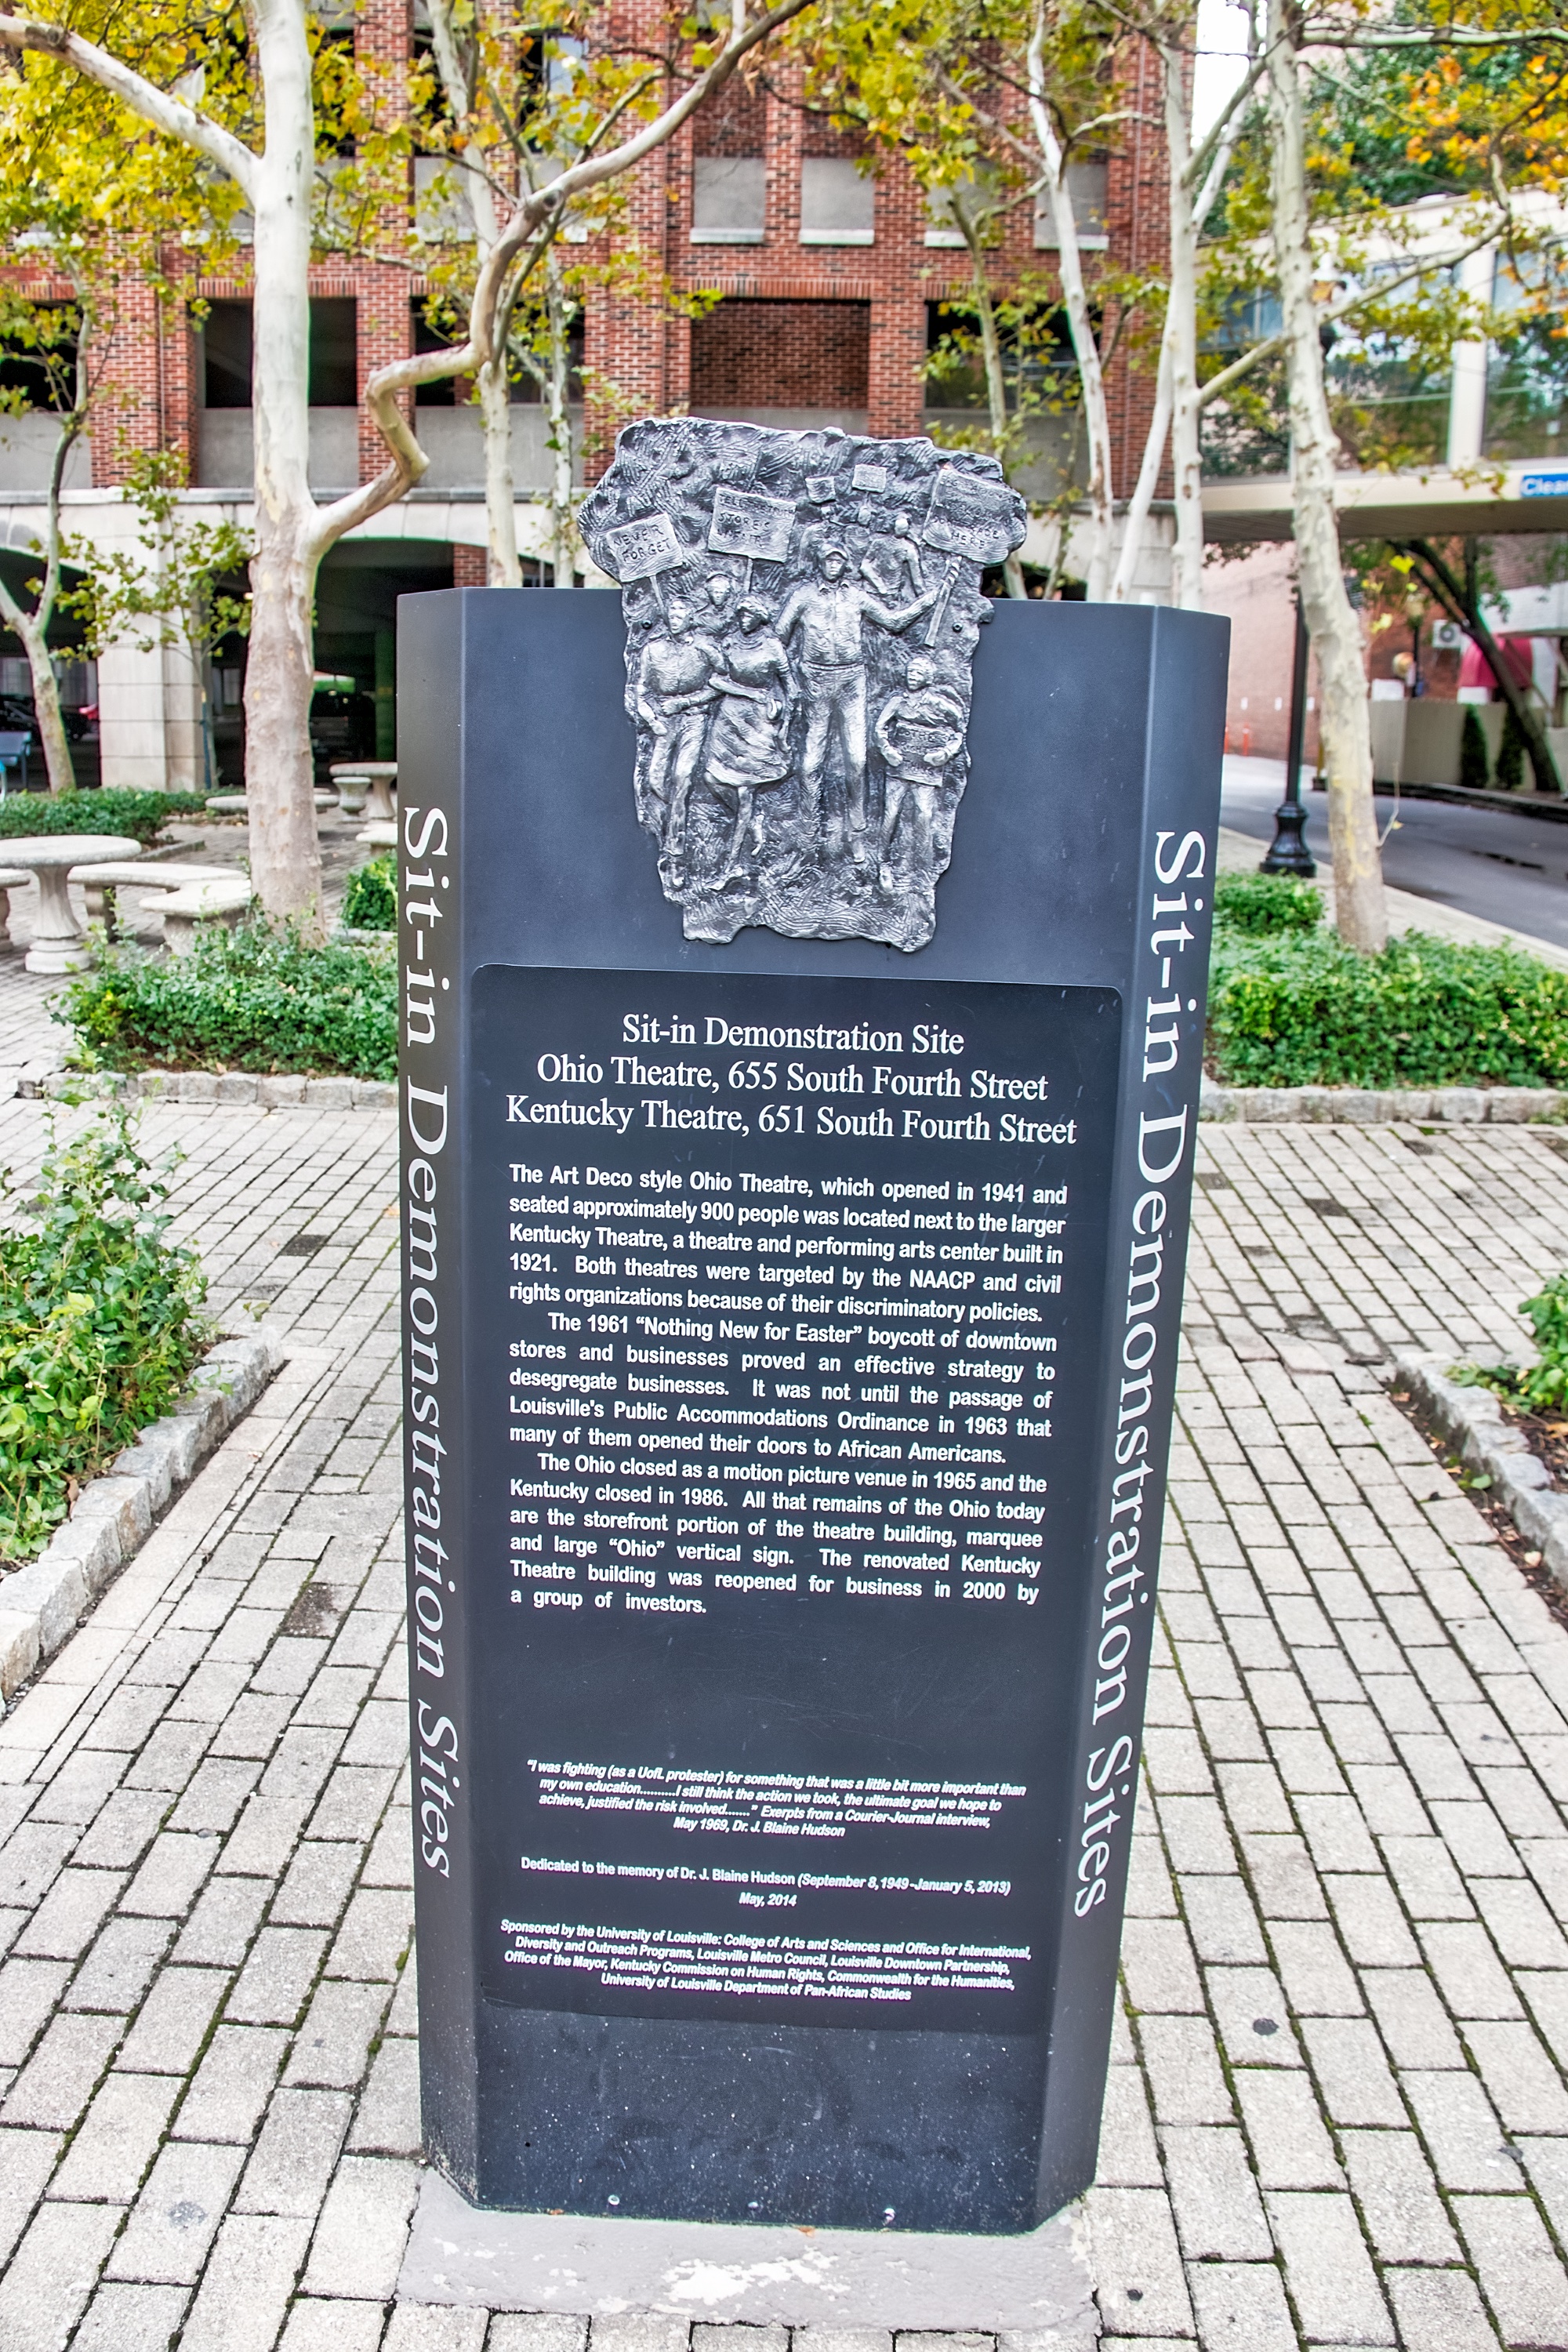 NEVER
FORGET
STORES
HERE
Clea
Sit-in Demonstration Sites
Sit-in Demonstration Sites
Sit-in Demonstration Site
Ohio Theatre, 655 South Fourth Street
Kentucky Theatre, 651 South Fourth Street
The Art Deco style Ohio Theatre, which opened in 1941 and
seated approximately 900 people was located next to the larger
Kentucky Theatre, a theatre and performing arts center built in
1921. Both theatres were targeted by the NAACP and civil
rights organizations because of their discriminatory policies.
The 1961 “Nothing New for Easter” boycott of downtown
stores and businesses proved an effective strategy to
desegregate businesses. It was not until the passage of
Louisville's Public Accommodations Ordinance in 1963 that
many of them opened their doors to African Americans.
The Ohio closed as a motion picture venue in 1965 and the
Kentucky closed in 1986. All that remains of the Ohio today
are the storefront portion of the theatre building, marquee
and large “Ohio” vertical sign. The renovated Kentucky
Theatre building was reopened for business in 2000 by
a group of investors.
"I was fighting (as a UofL protester) for something that was a little bit more important than
my own education..........I still think the action we took, the ultimate goal we hope to
achieve, justified the risk involved......." Exerpts from a Courier-Journal interview,
May 1969, Dr. J. Blaine Hudson
Dedicated to the memory of Dr. J. Blaine Hudson (September 8, 1949 -January 5, 2013)
May, 2014
Sponsored by the University of Louisville: College of Arts and Sciences and Office for International,
Diversity and Outreach Programs, Louisville Metro Council, Louisville Downtown Partnership,
Office of the Mayor, Kentucky Commission on Human Rights, Commonwealth for the Humanities,
University of Louisville Department of Pan-African Studies